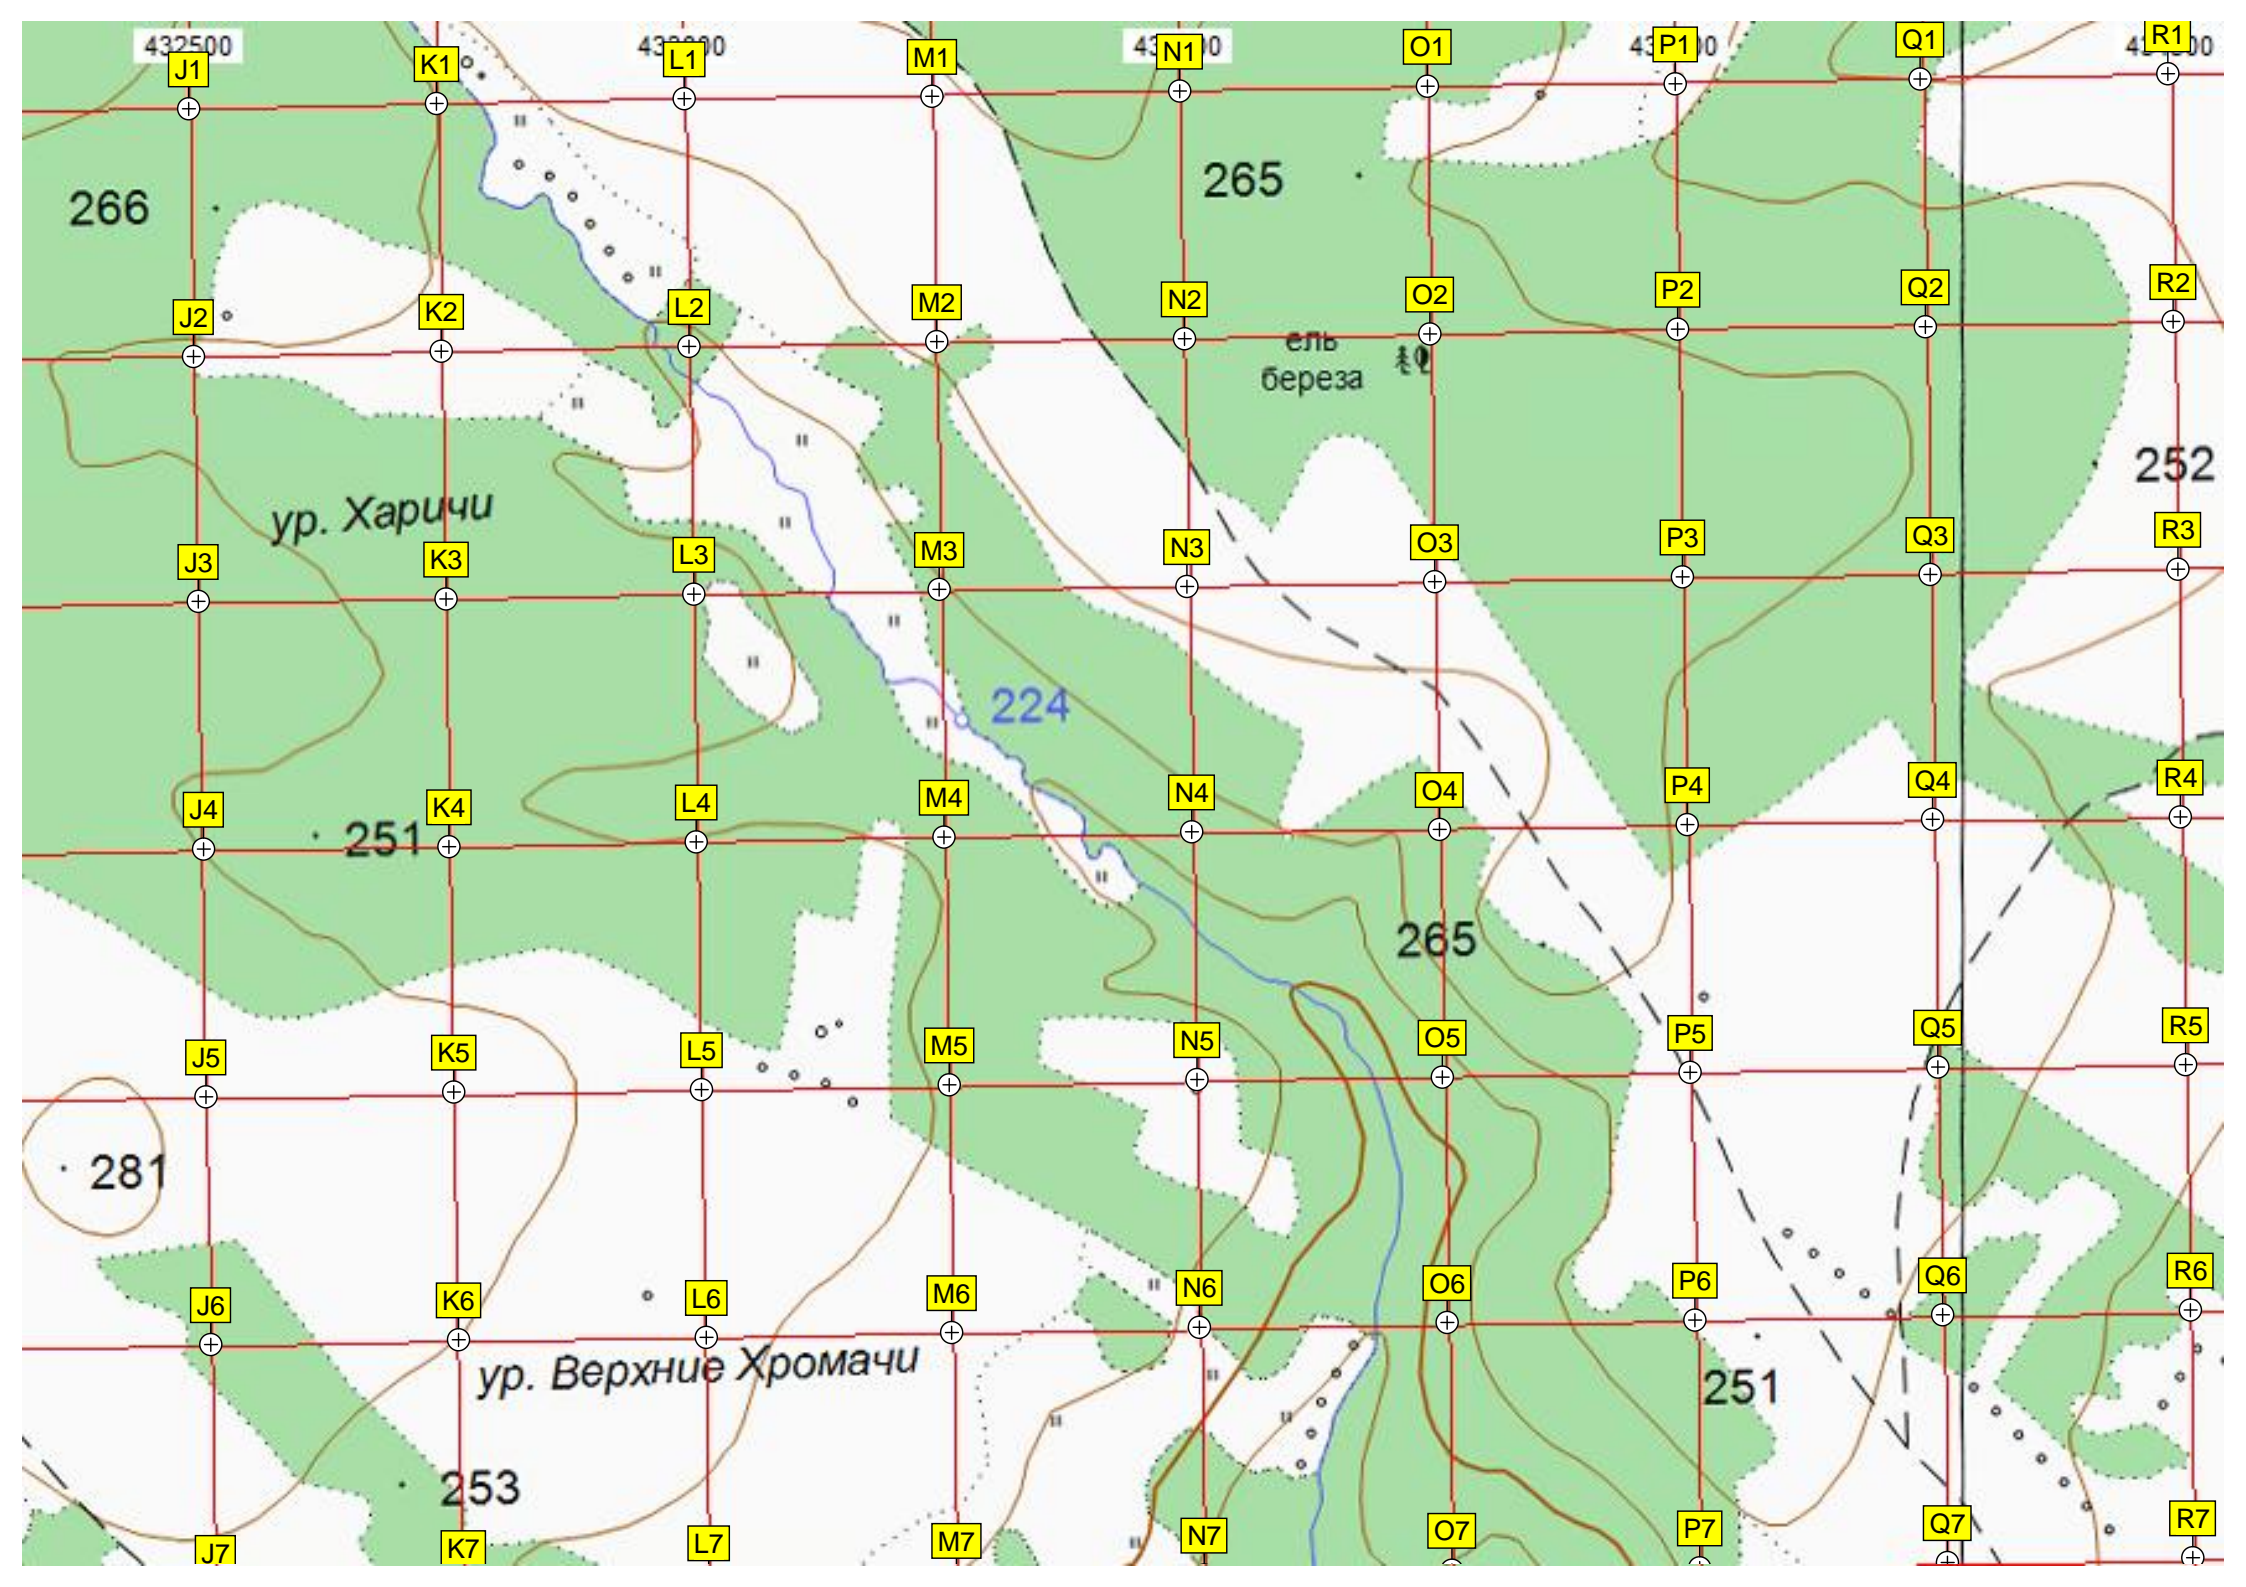 432500
J1 K1 L1 M1 N1 O1 P1 Q1 R1
265
266
J2 K2 L2 M2 N2 O2 P2 Q2 R2
ель
береза
252
ур. Харичи
J3 K3 L3 M3 N3 O3 P3 Q3 R3
224
J4 K4 L4 M4 N4 O4 P4 Q4 R4
251
265
J5 K5 L5 M5 N5 O5 P5 Q5 R5
281
J6 K6 L6 M6 N6 O6 P6 Q6 R6
ур. Верхние Хромачи
251
253
J7 K7 L7 M7 N7 O7 P7 Q7 R7